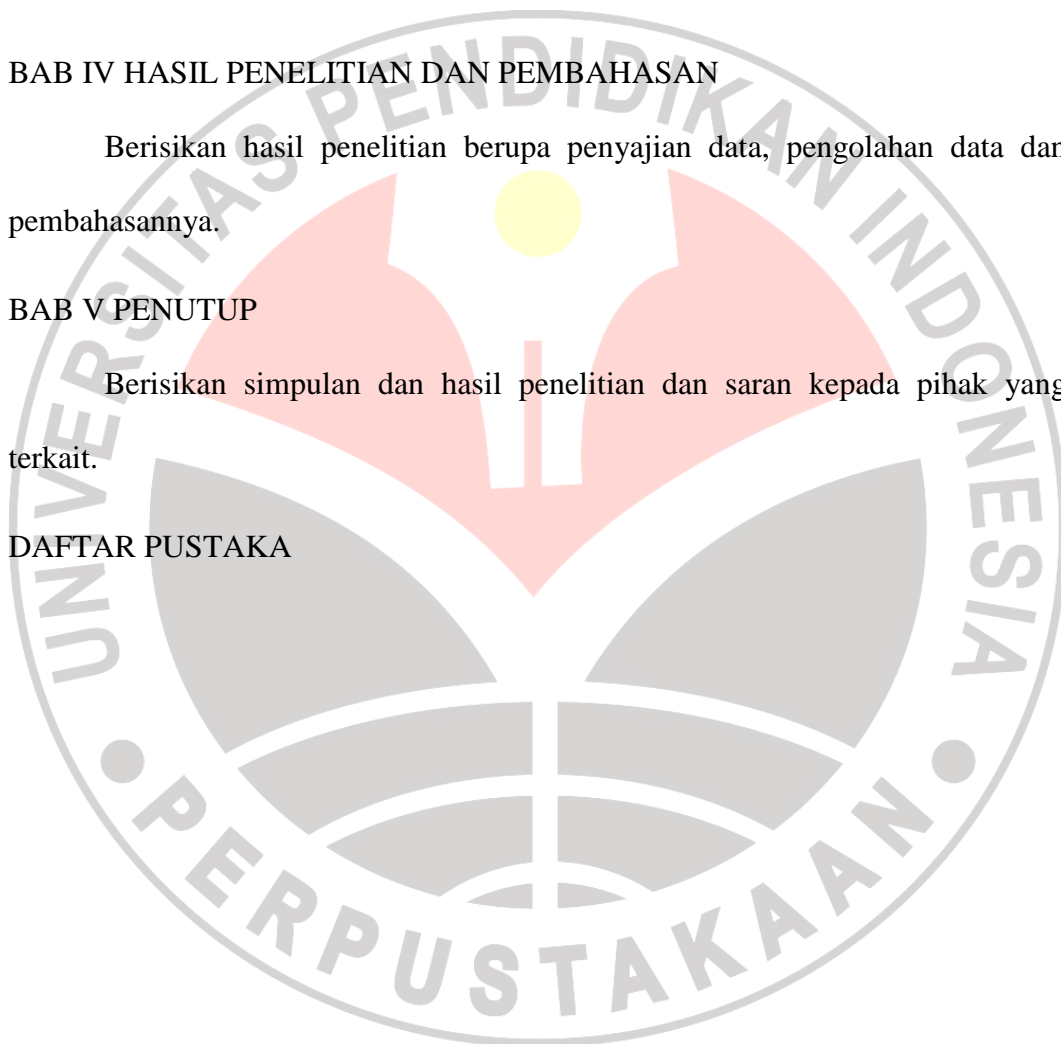 BAB IV HASIL PENELITIAN DAN PEMBAHASAN
Berisikan hasil penelitian berupa penyajian data, pengolahan data dan
pembahasannya.
BAB V PENUTUP
Berisikan simpulan dan hasil penelitian dan saran kepada pihak yang
terkait.
DAFTAR PUSTAKA
UNIVERSITAS PENDIDIKAN INDONESIA
PERPUSTAKAAN